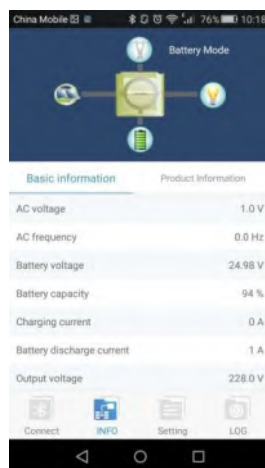 China Mobile 76% 10:18
Battery Mode
Basic information Product Information
AC voltage 1.0 V
AC frequency 0.0 Hz
Battery voltage 24.98 V
Battery capacity 94 %
Charging current 0 A
Battery discharge current 1 A
Output voltage 228.0 V
Connect INFO Setting LOG